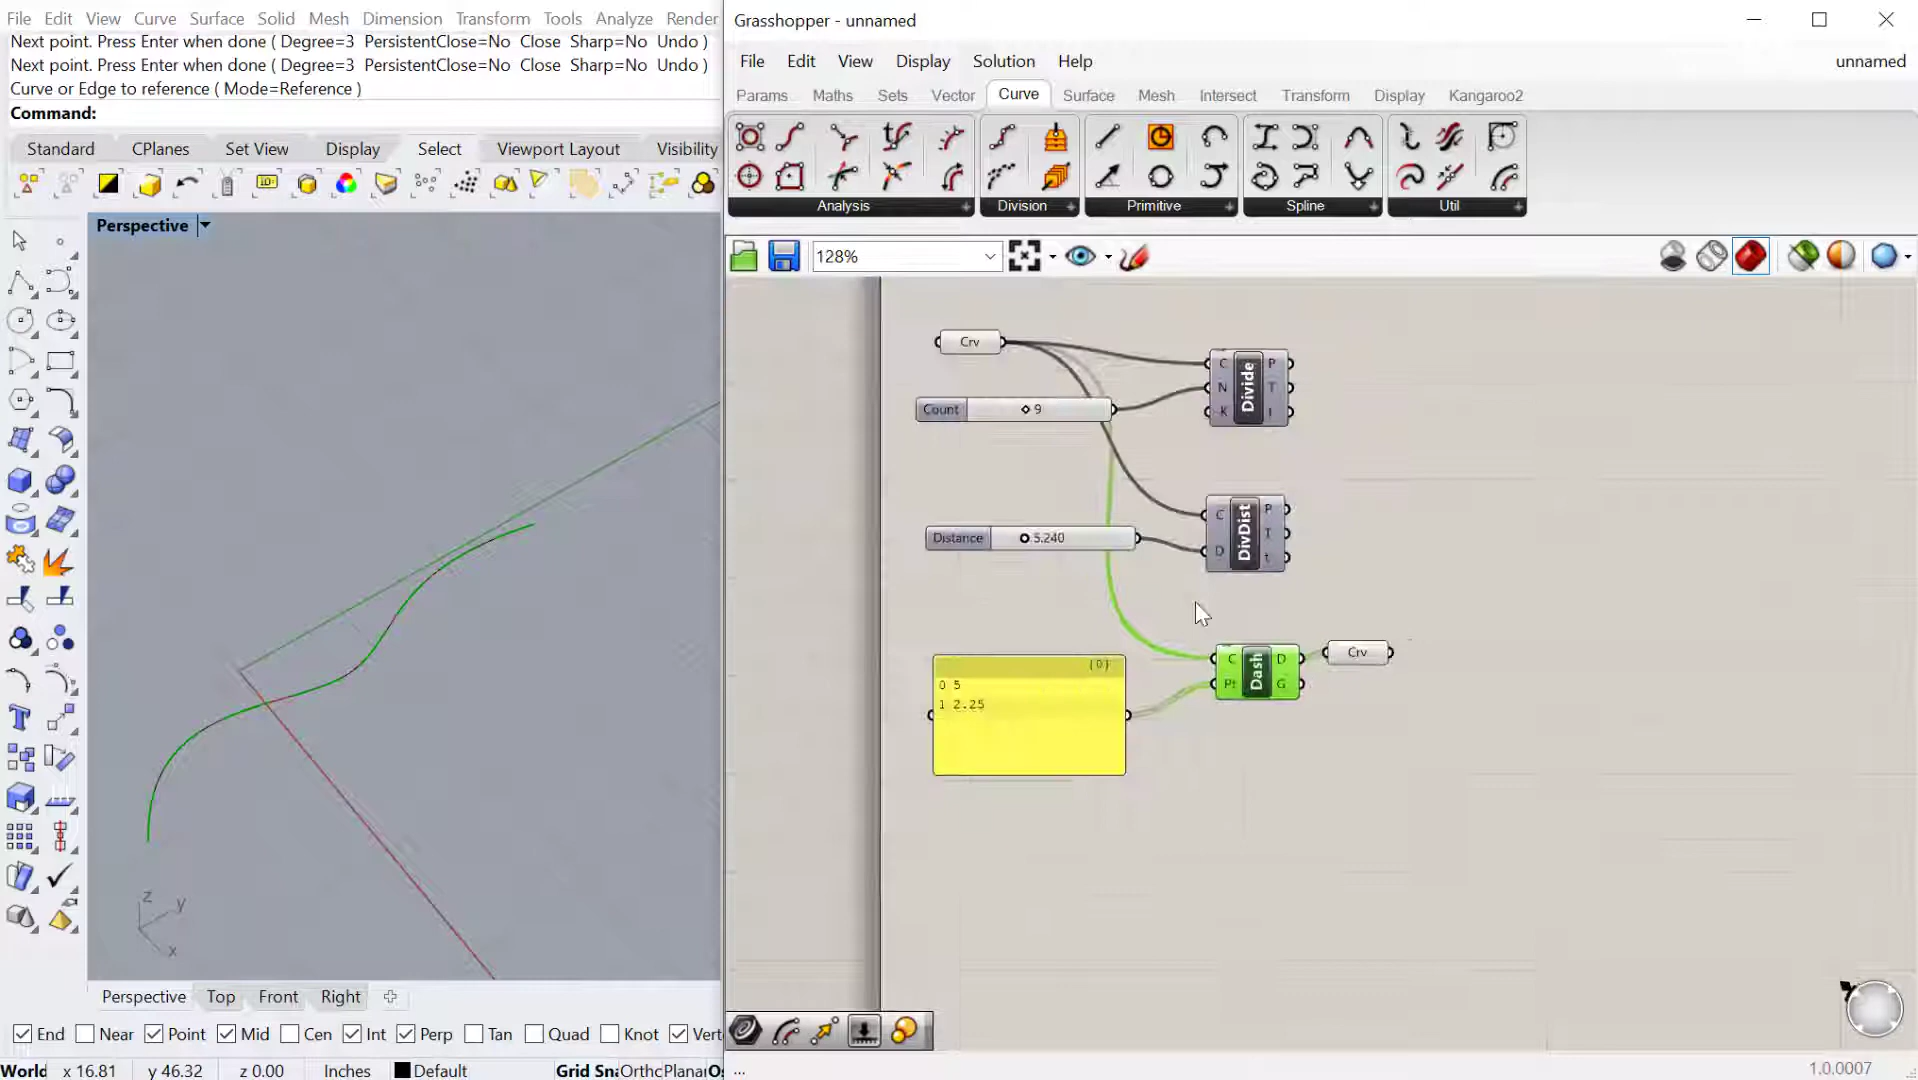 File Edit View Curve Surface Solid Mesh Dimension Transform Tools Analyze Render
Next point. Press Enter when done ( Degree=3 PersistentClose=No Close Sharp=No Undo )
Next point. Press Enter when done ( Degree=3 PersistentClose=No Close Sharp=No Undo )
Curve or Edge to reference ( Mode=Reference )
Command:
Standard CPlanes Set View Display Select Viewport Layout Visibility
Perspective
z
y
x
Perspective Top Front Right
End Near Point Mid Cen Int Perp Tan Quad Knot Vert
World x 16.81 y 46.32 z 0.00 Inches Default Grid Sna Ortho Planar Os
Grasshopper - unnamed
File Edit View Display Solution Help unnamed
Params Maths Sets Vector Curve Surface Mesh Intersect Transform Display Kangaroo2
Analysis Division Primitive Spline Util
128%
Crv
Count 9
C N K Divide P T I
Distance 5.240
C D DivDist P T t
{0}
0 5
1 2.25
C Pt Dash D G
Crv
... 1.0.0007